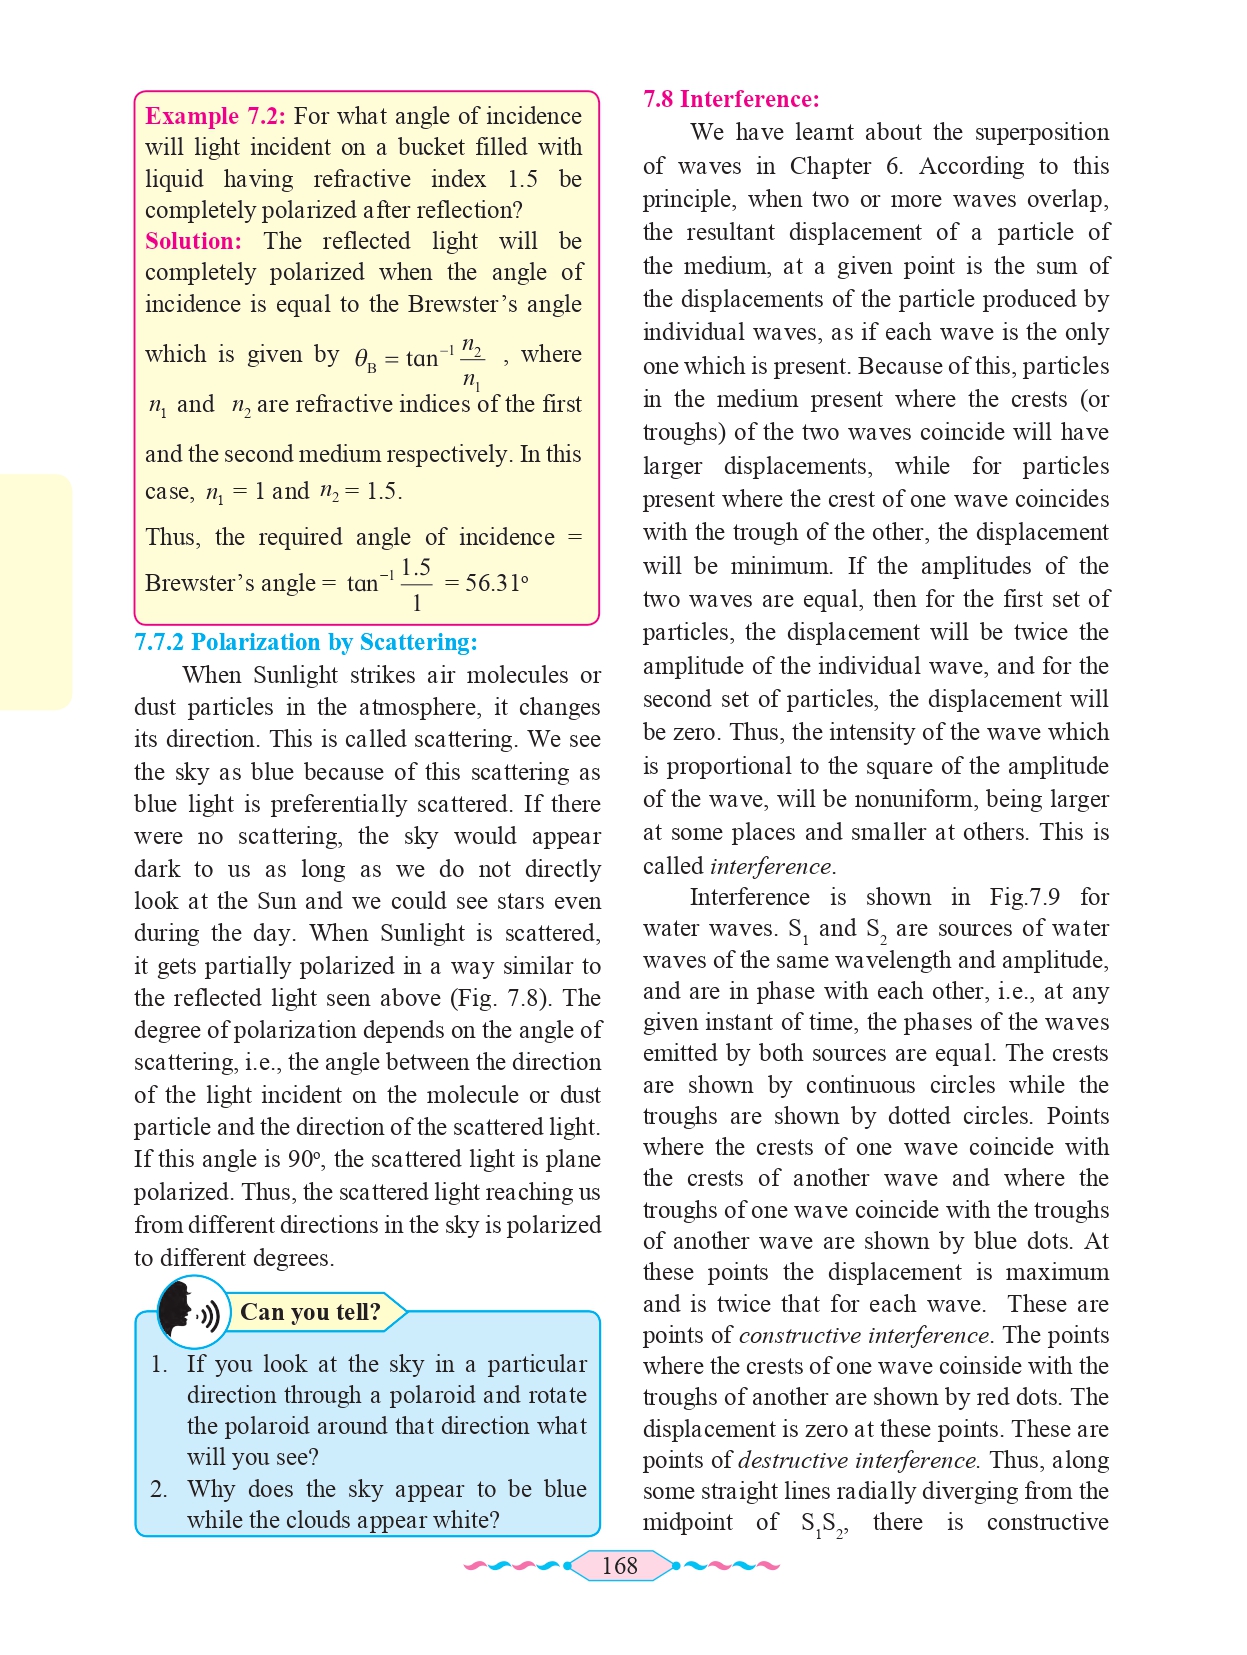 Example 7.2: For what angle of incidence
will light incident on a bucket filled with
liquid having refractive index 1.5 be
completely polarized after reflection?
Solution: The reflected light will be
completely polarized when the angle of
incidence is equal to the Brewster’s angle
which is given by θ_B = tan⁻¹ n₂/n₁ , where
n₁ and n₂ are refractive indices of the first
and the second medium respectively. In this
case, n₁ = 1 and n₂ = 1.5.
Thus, the required angle of incidence =
Brewster’s angle = tan⁻¹ 1.5/1 = 56.31º
7.7.2 Polarization by Scattering:
When Sunlight strikes air molecules or
dust particles in the atmosphere, it changes
its direction. This is called scattering. We see
the sky as blue because of this scattering as
blue light is preferentially scattered. If there
were no scattering, the sky would appear
dark to us as long as we do not directly
look at the Sun and we could see stars even
during the day. When Sunlight is scattered,
it gets partially polarized in a way similar to
the reflected light seen above (Fig. 7.8). The
degree of polarization depends on the angle of
scattering, i.e., the angle between the direction
of the light incident on the molecule or dust
particle and the direction of the scattered light.
If this angle is 90º, the scattered light is plane
polarized. Thus, the scattered light reaching us
from different directions in the sky is polarized
to different degrees.
Can you tell?
1. If you look at the sky in a particular
direction through a polaroid and rotate
the polaroid around that direction what
will you see?
2. Why does the sky appear to be blue
while the clouds appear white?
7.8 Interference:
We have learnt about the superposition
of waves in Chapter 6. According to this
principle, when two or more waves overlap,
the resultant displacement of a particle of
the medium, at a given point is the sum of
the displacements of the particle produced by
individual waves, as if each wave is the only
one which is present. Because of this, particles
in the medium present where the crests (or
troughs) of the two waves coincide will have
larger displacements, while for particles
present where the crest of one wave coincides
with the trough of the other, the displacement
will be minimum. If the amplitudes of the
two waves are equal, then for the first set of
particles, the displacement will be twice the
amplitude of the individual wave, and for the
second set of particles, the displacement will
be zero. Thus, the intensity of the wave which
is proportional to the square of the amplitude
of the wave, will be nonuniform, being larger
at some places and smaller at others. This is
called interference.
Interference is shown in Fig.7.9 for
water waves. S₁ and S₂ are sources of water
waves of the same wavelength and amplitude,
and are in phase with each other, i.e., at any
given instant of time, the phases of the waves
emitted by both sources are equal. The crests
are shown by continuous circles while the
troughs are shown by dotted circles. Points
where the crests of one wave coincide with
the crests of another wave and where the
troughs of one wave coincide with the troughs
of another wave are shown by blue dots. At
these points the displacement is maximum
and is twice that for each wave. These are
points of constructive interference. The points
where the crests of one wave coinside with the
troughs of another are shown by red dots. The
displacement is zero at these points. These are
points of destructive interference. Thus, along
some straight lines radially diverging from the
midpoint of S₁S₂, there is constructive
168